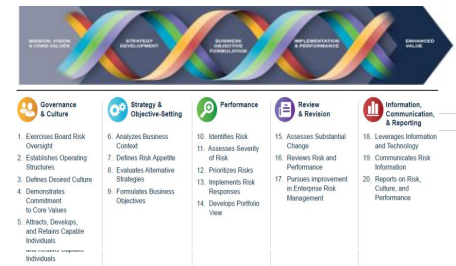 MISSION, VISION
& CORE VALUES
STRATEGY
DEVELOPMENT
BUSINESS
OBJECTIVE
FORMULATION
IMPLEMENTATION
& PERFORMANCE
ENHANCED
VALUE
Governance
& Culture
1. Exercises Board Risk
Oversight
2. Establishes Operating
Structures
3. Defines Desired Culture
4. Demonstrates
Commitment
to Core Values
5. Attracts, Develops,
and Retains Capable
Individuals
and Retains Capable
Individuals
Strategy &
Objective-Setting
6. Analyzes Business
Context
7. Defines Risk Appetite
8. Evaluates Alternative
Strategies
9. Formulates Business
Objectives
Performance
10. Identifies Risk
11. Assesses Severity
of Risk
12. Prioritizes Risks
13. Implements Risk
Responses
14. Develops Portfolio
View
Review
& Revision
15. Assesses Substantial
Change
16. Reviews Risk and
Performance
17. Pursues improvement
in Enterprise Risk
Management
Information,
Communication,
& Reporting
18. Leverages Information
and Technology
19. Communicates Risk
Information
20. Reports on Risk,
Culture, and
Performance